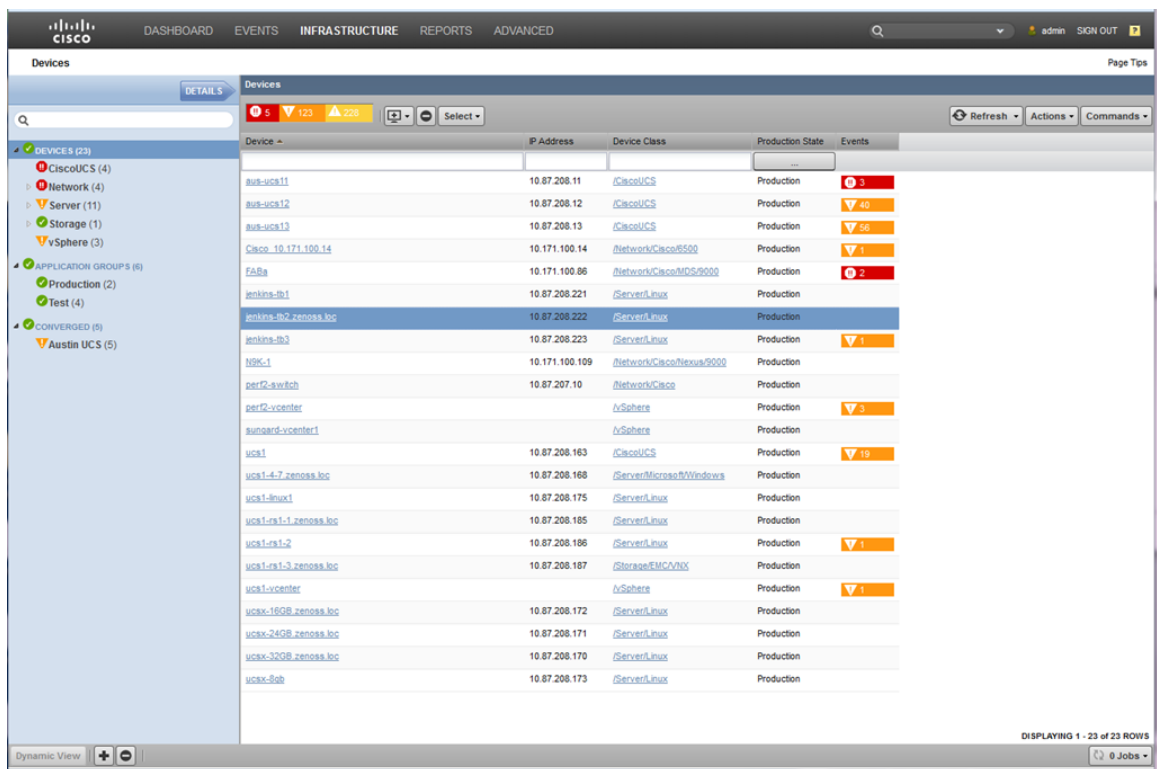 CISCO DASHBOARD EVENTS INFRASTRUCTURE REPORTS ADVANCED admin SIGN OUT ?
Devices Page Tips
DETAILS
Devices
5 123 228 Select Refresh Actions Commands
DEVICES (23)
CiscoUCS (4)
Network (4)
Server (11)
Storage (1)
vSphere (3)
APPLICATION GROUPS (6)
Production (2)
Test (4)
CONVERGED (5)
Austin UCS (5)
Device IP Address Device Class Production State Events
...
aus-ucs11 10.87.208.11 /CiscoUCS Production 3
aus-ucs12 10.87.208.12 /CiscoUCS Production 40
aus-ucs13 10.87.208.13 /CiscoUCS Production 56
Cisco_10.171.100.14 10.171.100.14 /Network/Cisco/6500 Production 1
FABa 10.171.100.86 /Network/Cisco/MDS/9000 Production 2
jenkins-tb1 10.87.208.221 /Server/Linux Production
jenkins-tb2.zenoss.loc 10.87.208.222 /Server/Linux Production
jenkins-tb3 10.87.208.223 /Server/Linux Production 1
N9K-1 10.171.100.109 /Network/Cisco/Nexus/9000 Production
perf2-switch 10.87.207.10 /Network/Cisco Production
perf2-vcenter /vSphere Production 3
sungard-vcenter1 /vSphere Production
ucs1 10.87.208.163 /CiscoUCS Production 19
ucs1-4-7.zenoss.loc 10.87.208.168 /Server/Microsoft/Windows Production
ucs1-linux1 10.87.208.175 /Server/Linux Production
ucs1-rs1-1.zenoss.loc 10.87.208.185 /Server/Linux Production
ucs1-rs1-2 10.87.208.186 /Server/Linux Production 1
ucs1-rs1-3.zenoss.loc 10.87.208.187 /Storage/EMC/VNX Production
ucs1-vcenter /vSphere Production 1
ucsx-16GB.zenoss.loc 10.87.208.172 /Server/Linux Production
ucsx-24GB.zenoss.loc 10.87.208.171 /Server/Linux Production
ucsx-32GB.zenoss.loc 10.87.208.170 /Server/Linux Production
ucsx-8gb 10.87.208.173 /Server/Linux Production
DISPLAYING 1 - 23 of 23 ROWS
Dynamic View 0 Jobs